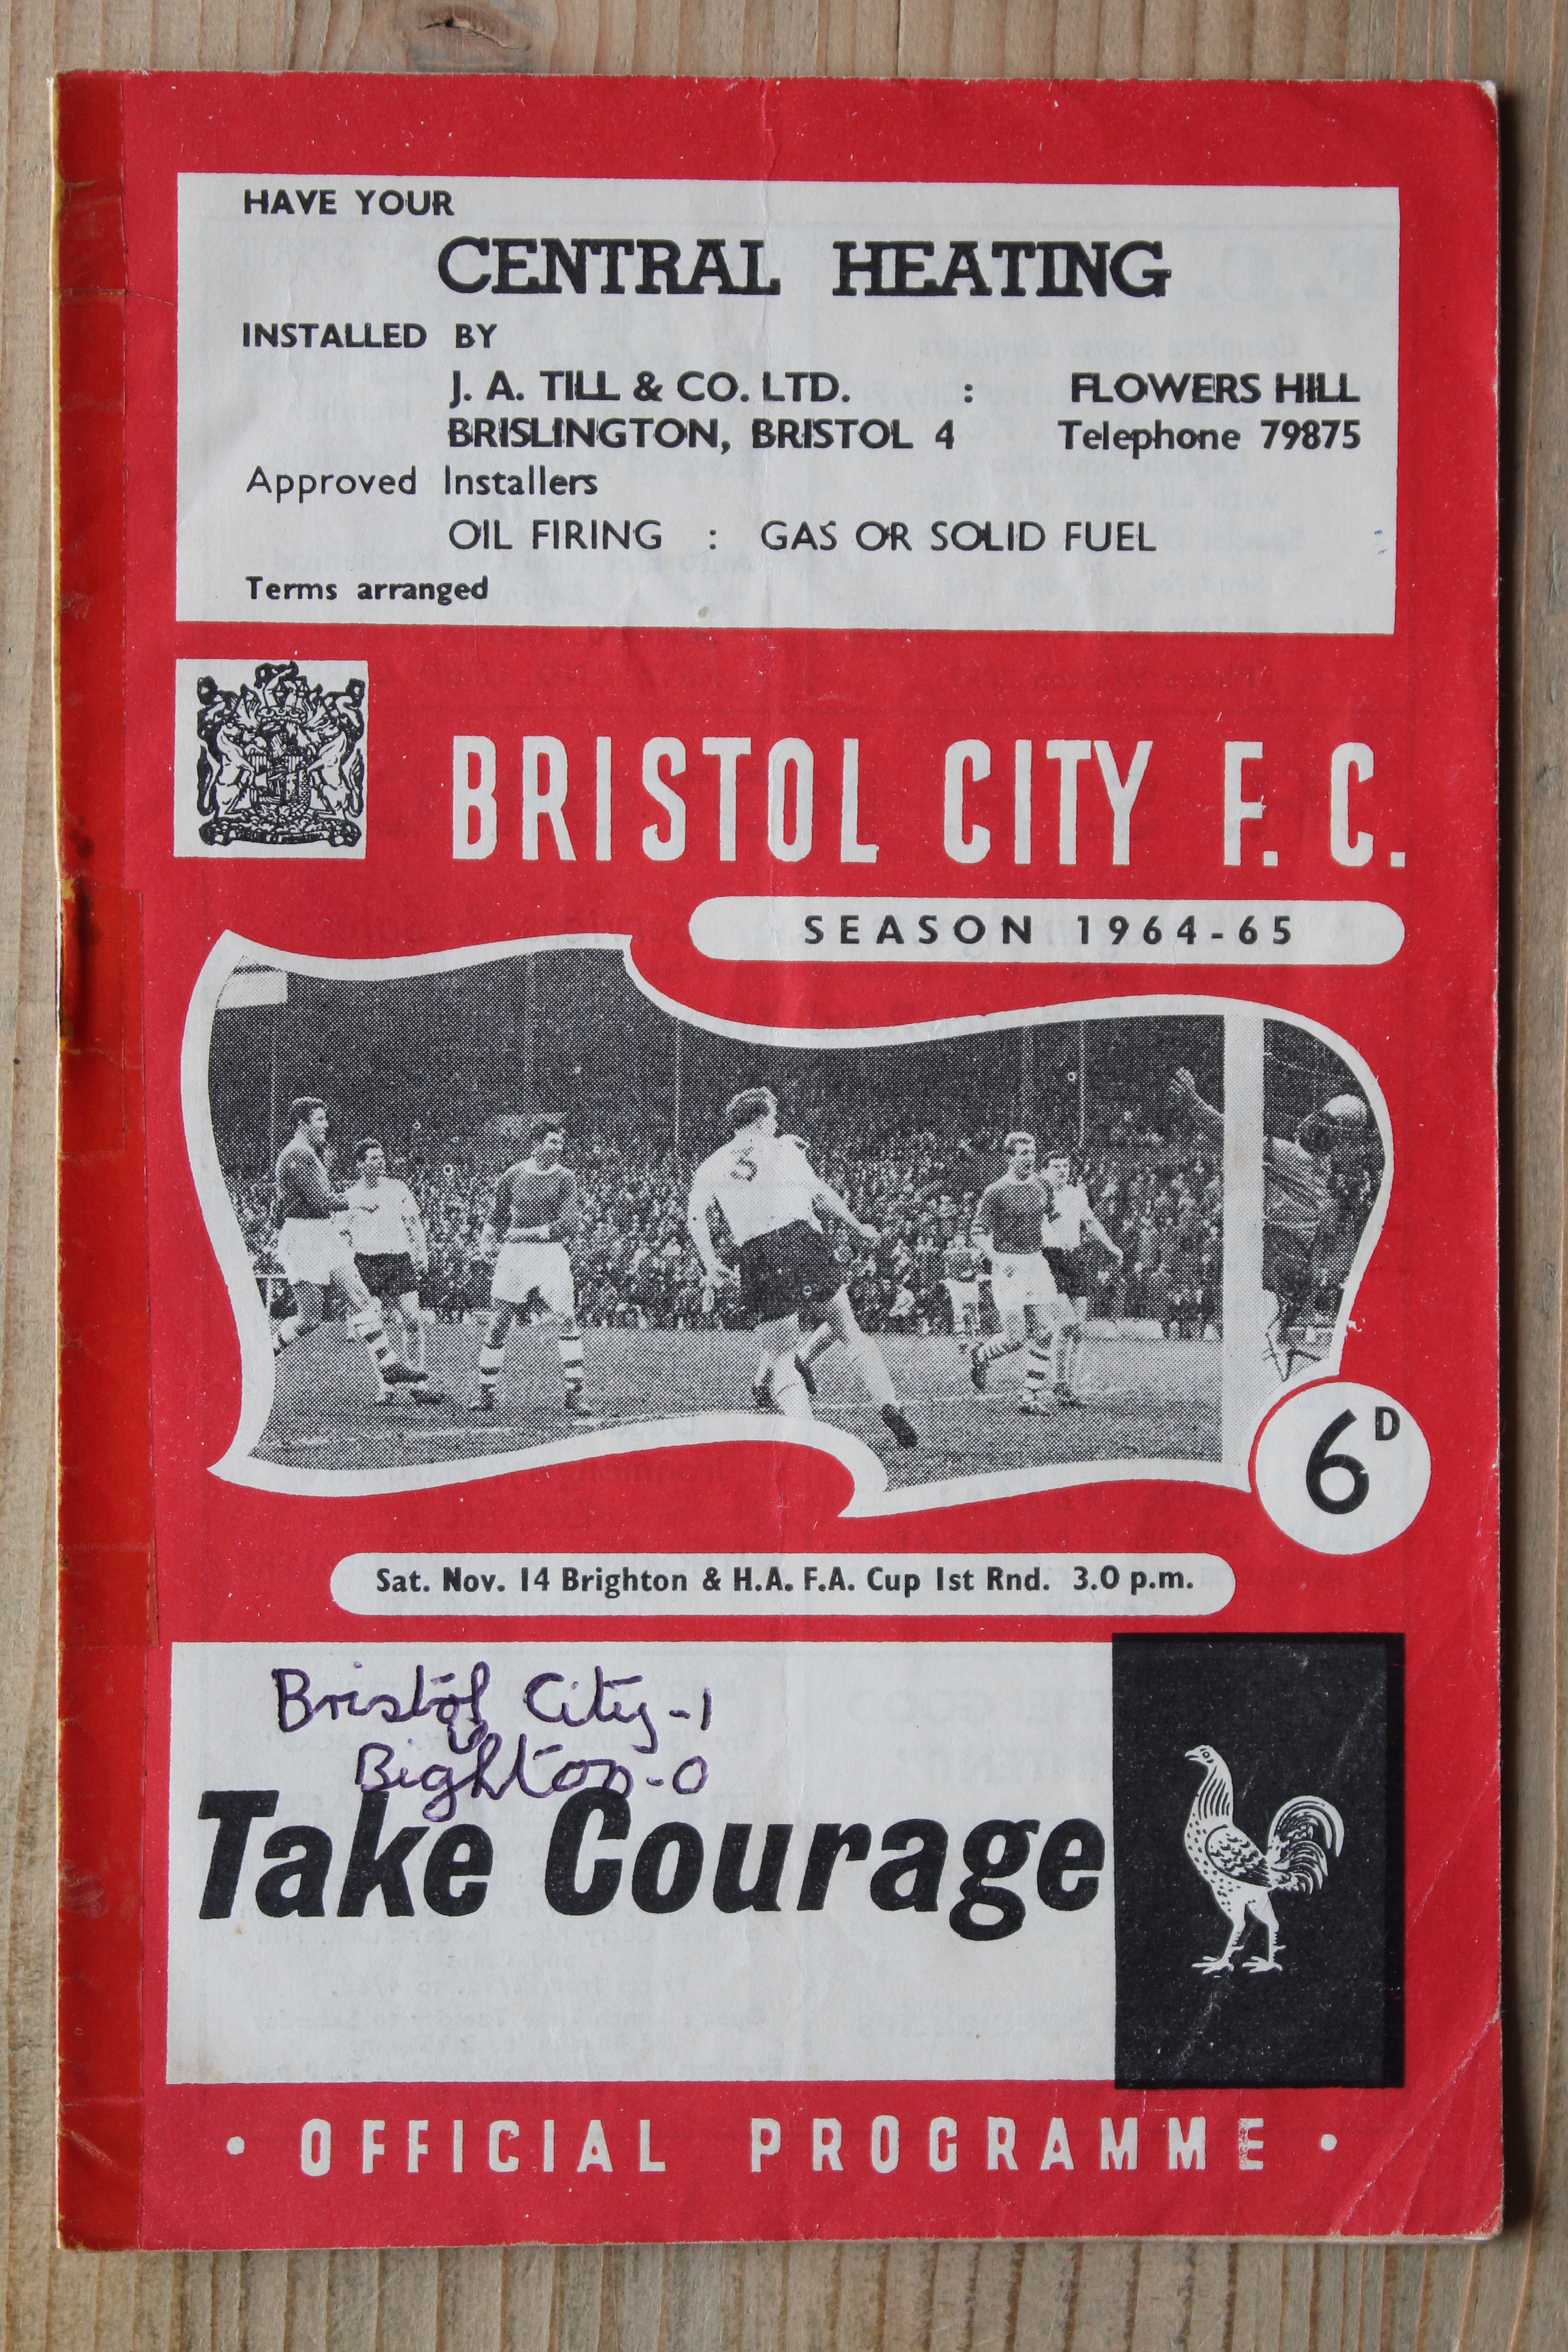 HAVE YOUR
CENTRAL HEATING
INSTALLED BY
J. A. TILL & CO. LTD. : FLOWERS HILL
BRISLINGTON, BRISTOL 4 Telephone 79875
Approved Installers
OIL FIRING : GAS OR SOLID FUEL
Terms arranged
BRISTOL CITY F. C.
SEASON 1964-65
3
6D
Sat. Nov. 14 Brighton & H.A. F.A. Cup 1st Rnd. 3.0 p.m.
Bristol City-1
Bighton-0
Take Courage
• OFFICIAL PROGRAMME •